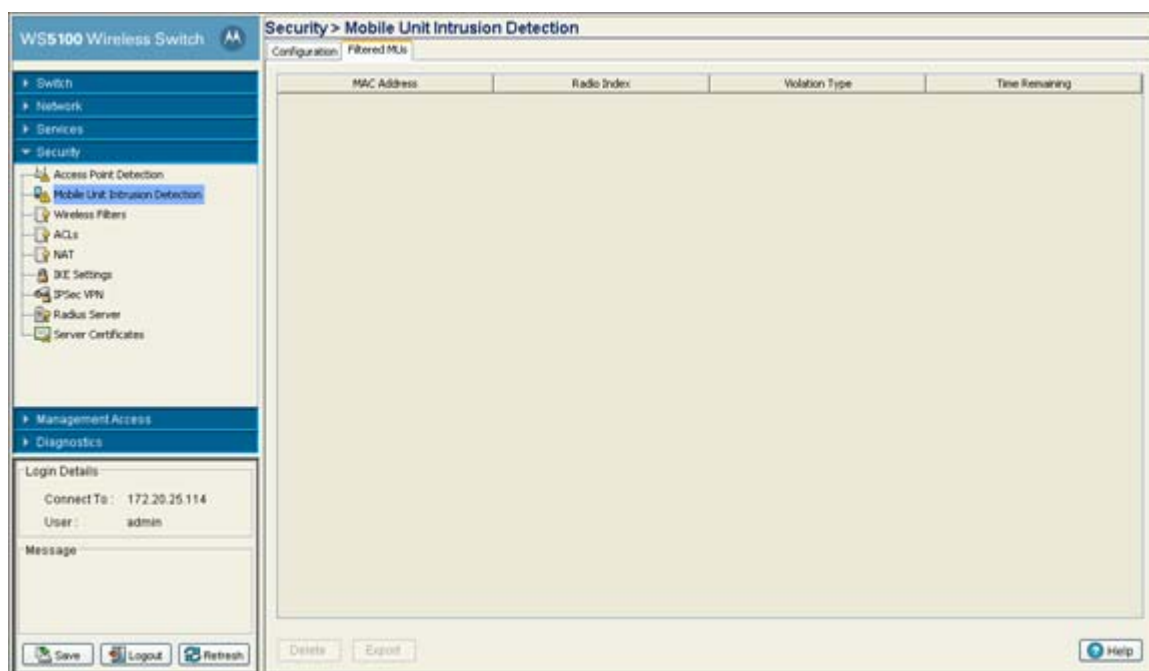 WS5100 Wireless Switch
Switch
Network
Services
Security
Access Point Detection
Mobile Unit Intrusion Detection
Wireless Filters
ACLs
NAT
IKE Settings
IPSec VPN
Radius Server
Server Certificates
Management Access
Diagnostics
Login Details
Connect To : 172.20.25.114
User : admin
Message
Save Logout Refresh
Security > Mobile Unit Intrusion Detection
Configuration Filtered MUs
MAC Address Radio Index Violation Type Time Remaining
Delete Export Help